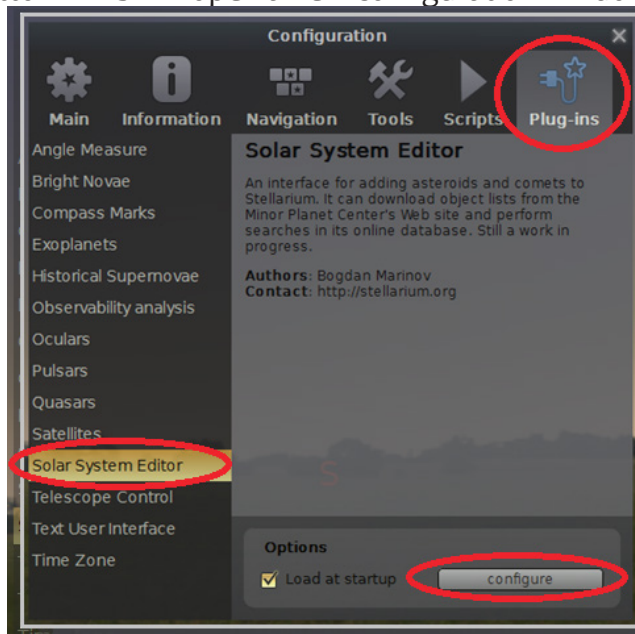 Configuration
Main Information Navigation Tools Scripts Plug-ins
Angle Measure
Bright Novae
Compass Marks
Exoplanets
Historical Supernovae
Observability analysis
Oculars
Pulsars
Quasars
Satellites
Solar System Editor
Telescope Control
Text User Interface
Time Zone
Solar System Editor
An interface for adding asteroids and comets to
Stellarium. It can download object lists from the
Minor Planet Center's Web site and perform
searches in its online database. Still a work in
progress.
Authors: Bogdan Marinov
Contact: http://stellarium.org
S
Options
Load at startup
configure